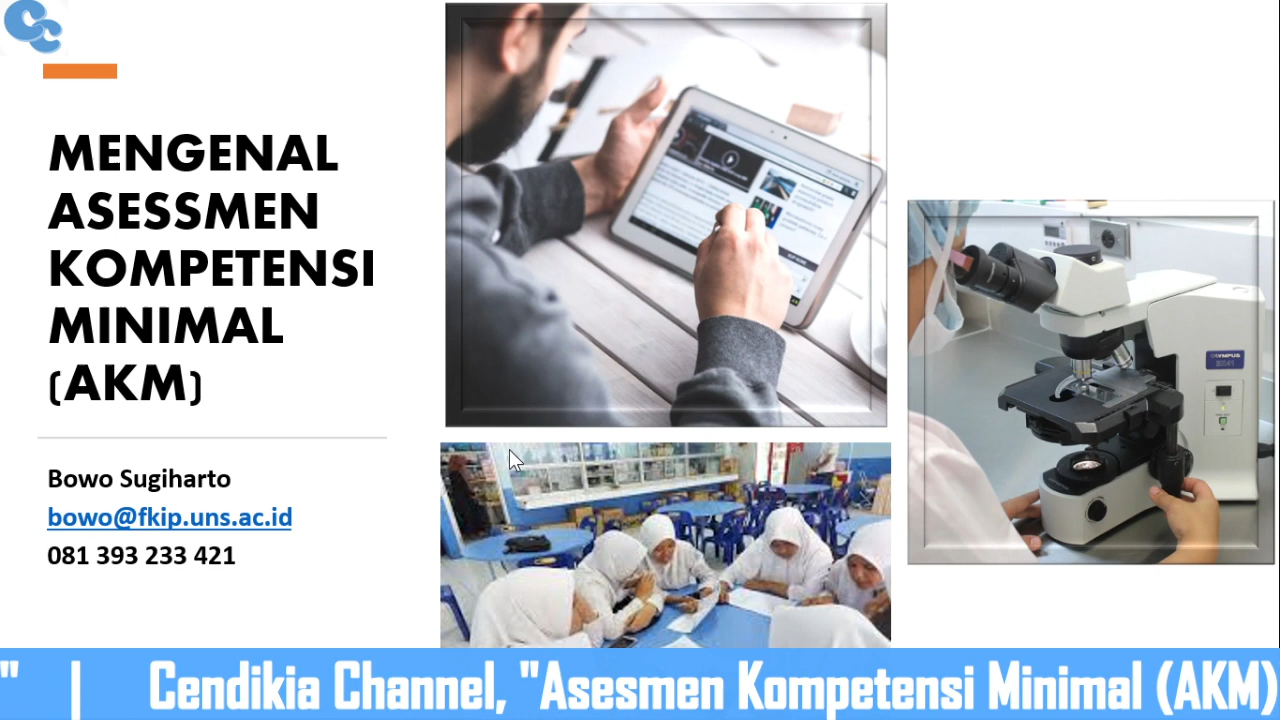 MENGENAL
ASESSMEN
KOMPETENSI
MINIMAL
(AKM)
Bowo Sugiharto
bowo@fkip.uns.ac.id
081 393 233 421
OLYMPUS
" | Cendikia Channel, "Asesmen Kompetensi Minimal (AKM)